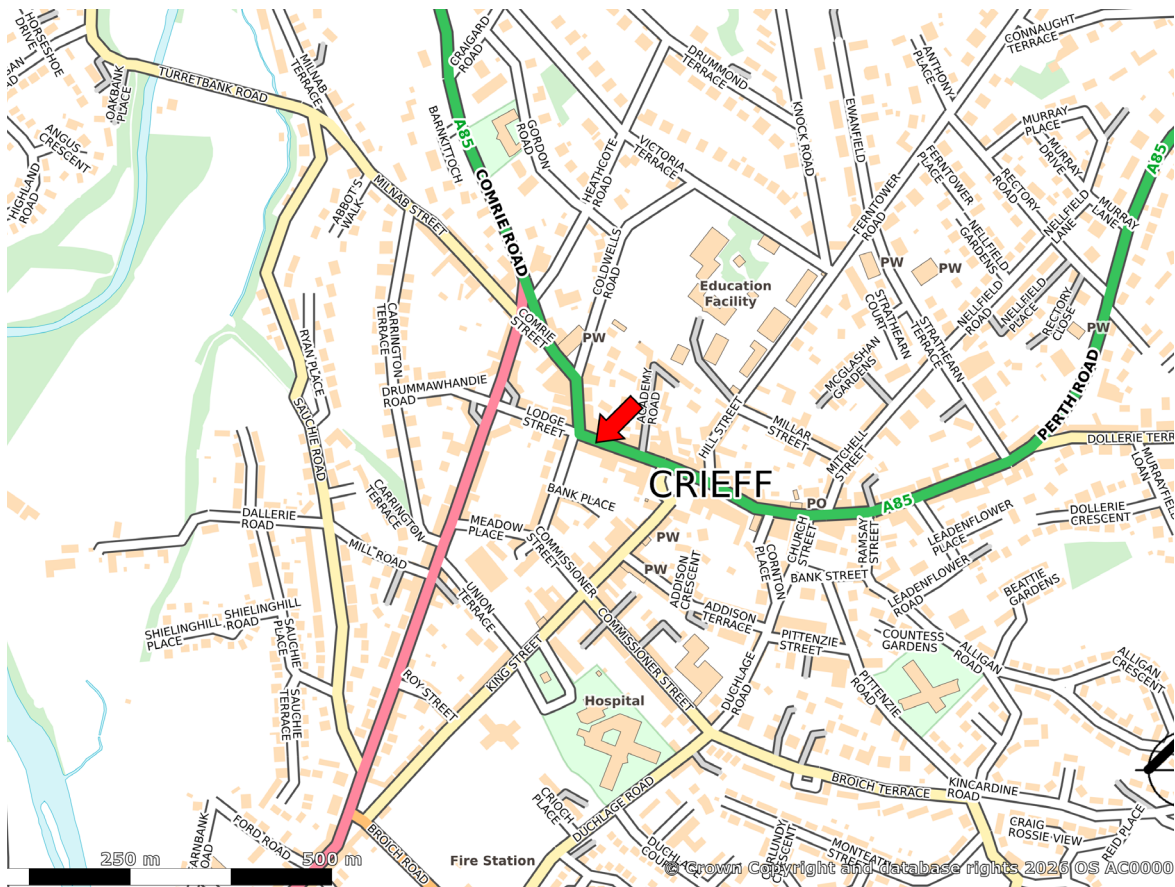 HORSESHOE
DRIVE
OAKBANK
PLACE
TURRETBANK ROAD
MILNAB
TERRACE
ANGUS
CRESCENT
HIGHLAND
ROAD
ABBOT'S
WALK
MILNAB STREET
BARNKITTOCH
A85
COMRIE ROAD
CRAIGARD
ROAD
GORDON
ROAD
HEATHCOTE
ROAD
VICTORIA
TERRACE
DRUMMOND
TERRACE
KNOCK ROAD
EWANFIELD
ANTHONY
PLACE
CONNAUGHT
TERRACE
MURRAY
PLACE
MURRAY
DRIVE
MURRAY
LANE
A85
FERNTOWER
PLACE
RECTORY
ROAD
NELLFIELD
LANE
FERNTOWER
ROAD
NELLFIELD
GARDENS
PW
PW
COLDWELLS
ROAD
Education
Facility
STRATHEARN
COURT
STRATHEARN
TERRACE
NELLFIELD
ROAD
NELLFIELD
PLACE
RECTORY
CLOSE
PW
PERTH ROAD
COMRIE
STREET
PW
CARRINGTON
TERRACE
RYAN PLACE
DRUMMAWHANDIE
ROAD
LODGE
STREET
ACADEMY
ROAD
HILL STREET
MCGLASHAN
GARDENS
MILLAR
STREET
MITCHELL
STREET
SAUCHIE ROAD
CRIEFF
PO
A85
DOLLERIE TERR
MURRAYFIELD
LOAN
DOLLERIE
CRESCENT
BANK PLACE
CARRINGTON
TERRACE
MEADOW
PLACE
COMMISSIONER
STREET
PW
PW
ADDISON
CRESCENT
CORNTON
PLACE
CHURCH
STREET
RAMSAY
STREET
LEADENFLOWER
PLACE
DALLERIE
ROAD
MILL ROAD
UNION
TERRACE
BANK STREET
LEADENFLOWER
ROAD
BEATTIE
GARDENS
SHIELINGHILL
PLACE
SHIELINGHILL
ROAD
SAUCHIE
PLACE
SAUCHIE
TERRACE
ADDISON
TERRACE
PITTENZIE
STREET
COUNTESS
GARDENS
ALLIGAN
ROAD
ALLIGAN
CRESCENT
KING STREET
COMMISSIONER STREET
ROY STREET
DUCHLAGE
ROAD
PITTENZIE
ROAD
Hospital
BROICH TERRACE
KINCARDINE
ROAD
CRAIG
ROSSIE VIEW
REID PLACE
CRIOCH
PLACE
DUCHLAGE ROAD
FORD ROAD
BROICH ROAD
Fire Station
250 m
500 m
© Crown Copyright and database rights 2026 OS AC0000